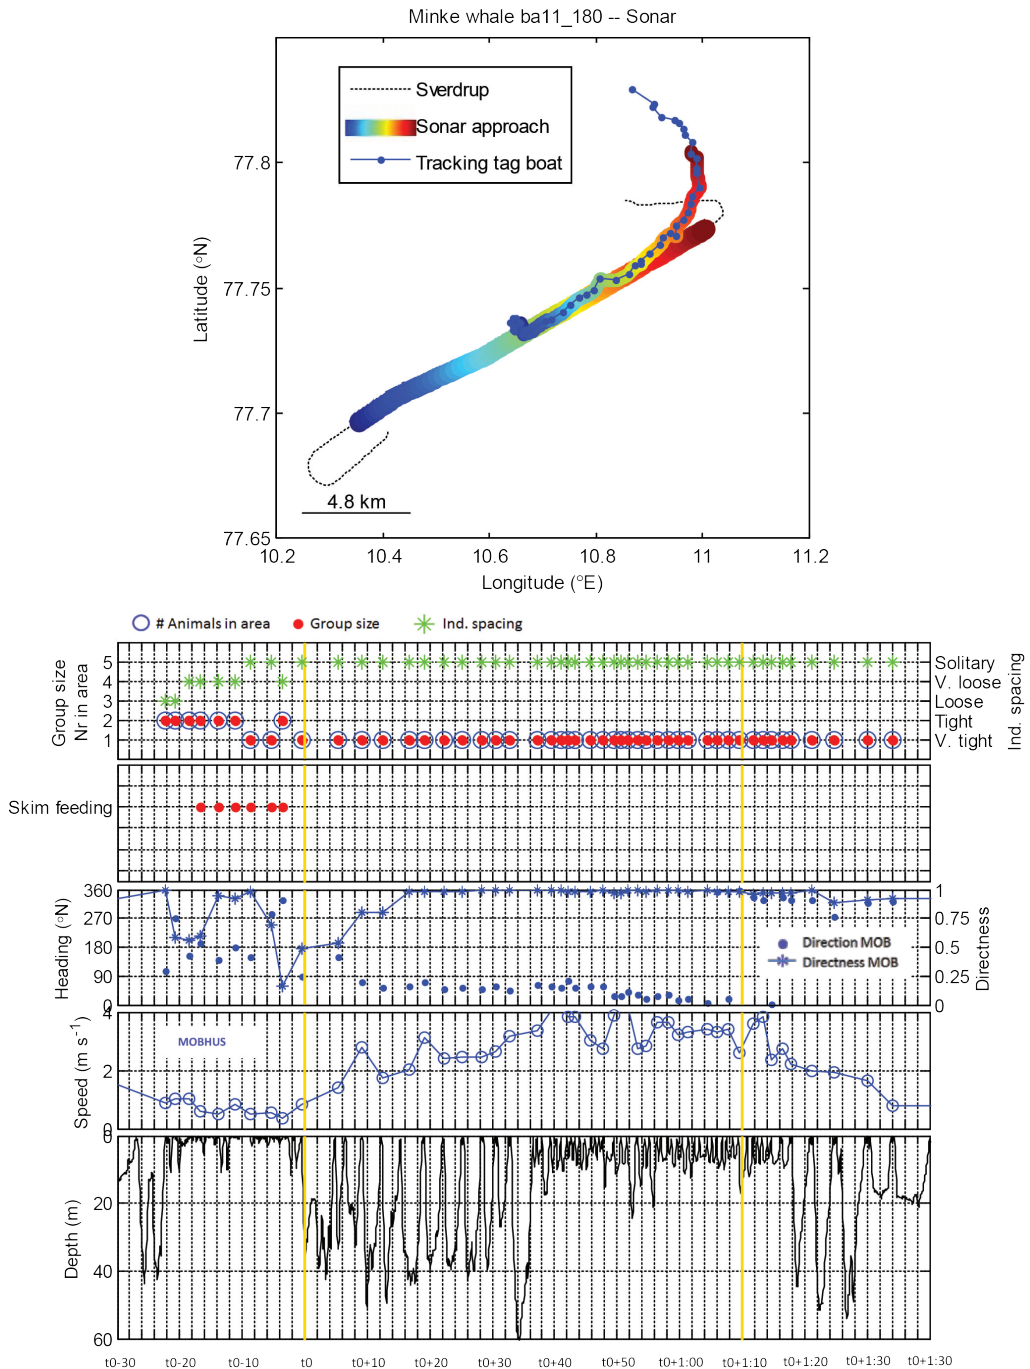 Minke whale ba11_180 -- Sonar
Sverdrup
Sonar approach
Tracking tag boat
77.8
77.75
77.7
77.65
Latitude (°N)
4.8 km
10.2 10.4 10.6 10.8 11 11.2
Longitude (°E)
# Animals in area Group size Ind. spacing
Group size
Nr in area
5 Solitary
4 V. loose
3 Loose
2 Tight
1 V. tight
Ind. spacing
Skim feeding
Heading (°N)
360 1
270 0.75
180 0.5
90 0.25
0 0
Directness
Direction MOB
Directness MOB
Speed (m s-1)
4
2
0
MOBHUS
Depth (m)
0
20
40
60
t0-30 t0-20 t0-10 t0 t0+10 t0+20 t0+40 t0+50 t0+1:00 t0+1:10 t0+1:20 t0+1:30 t0+1:30